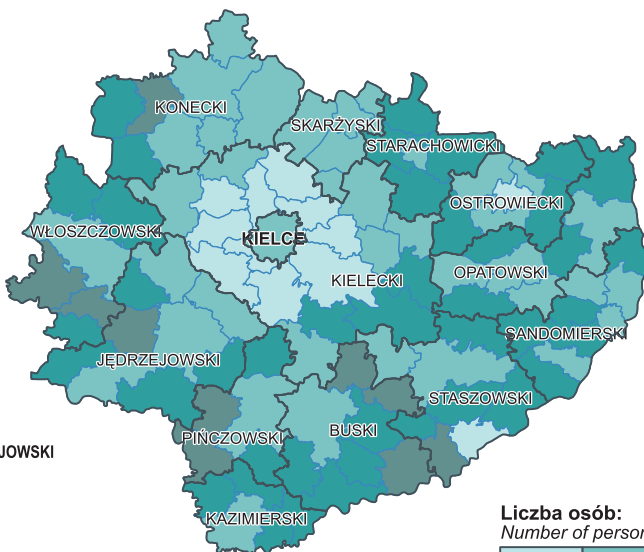 KONECKI
SKARŻYSKI
STARACHOWICKI
OSTROWIECKI
WŁOSZCZOWSKI
KIELCE
KIELECKI
OPATOWSKI
SANDOMIERSKI
JĘDRZEJOWSKI
STASZOWSKI
PIŃCZOWSKI
BUSKI
JOWSKI
KAZIMIERSKI
Liczba osób:
Number of person